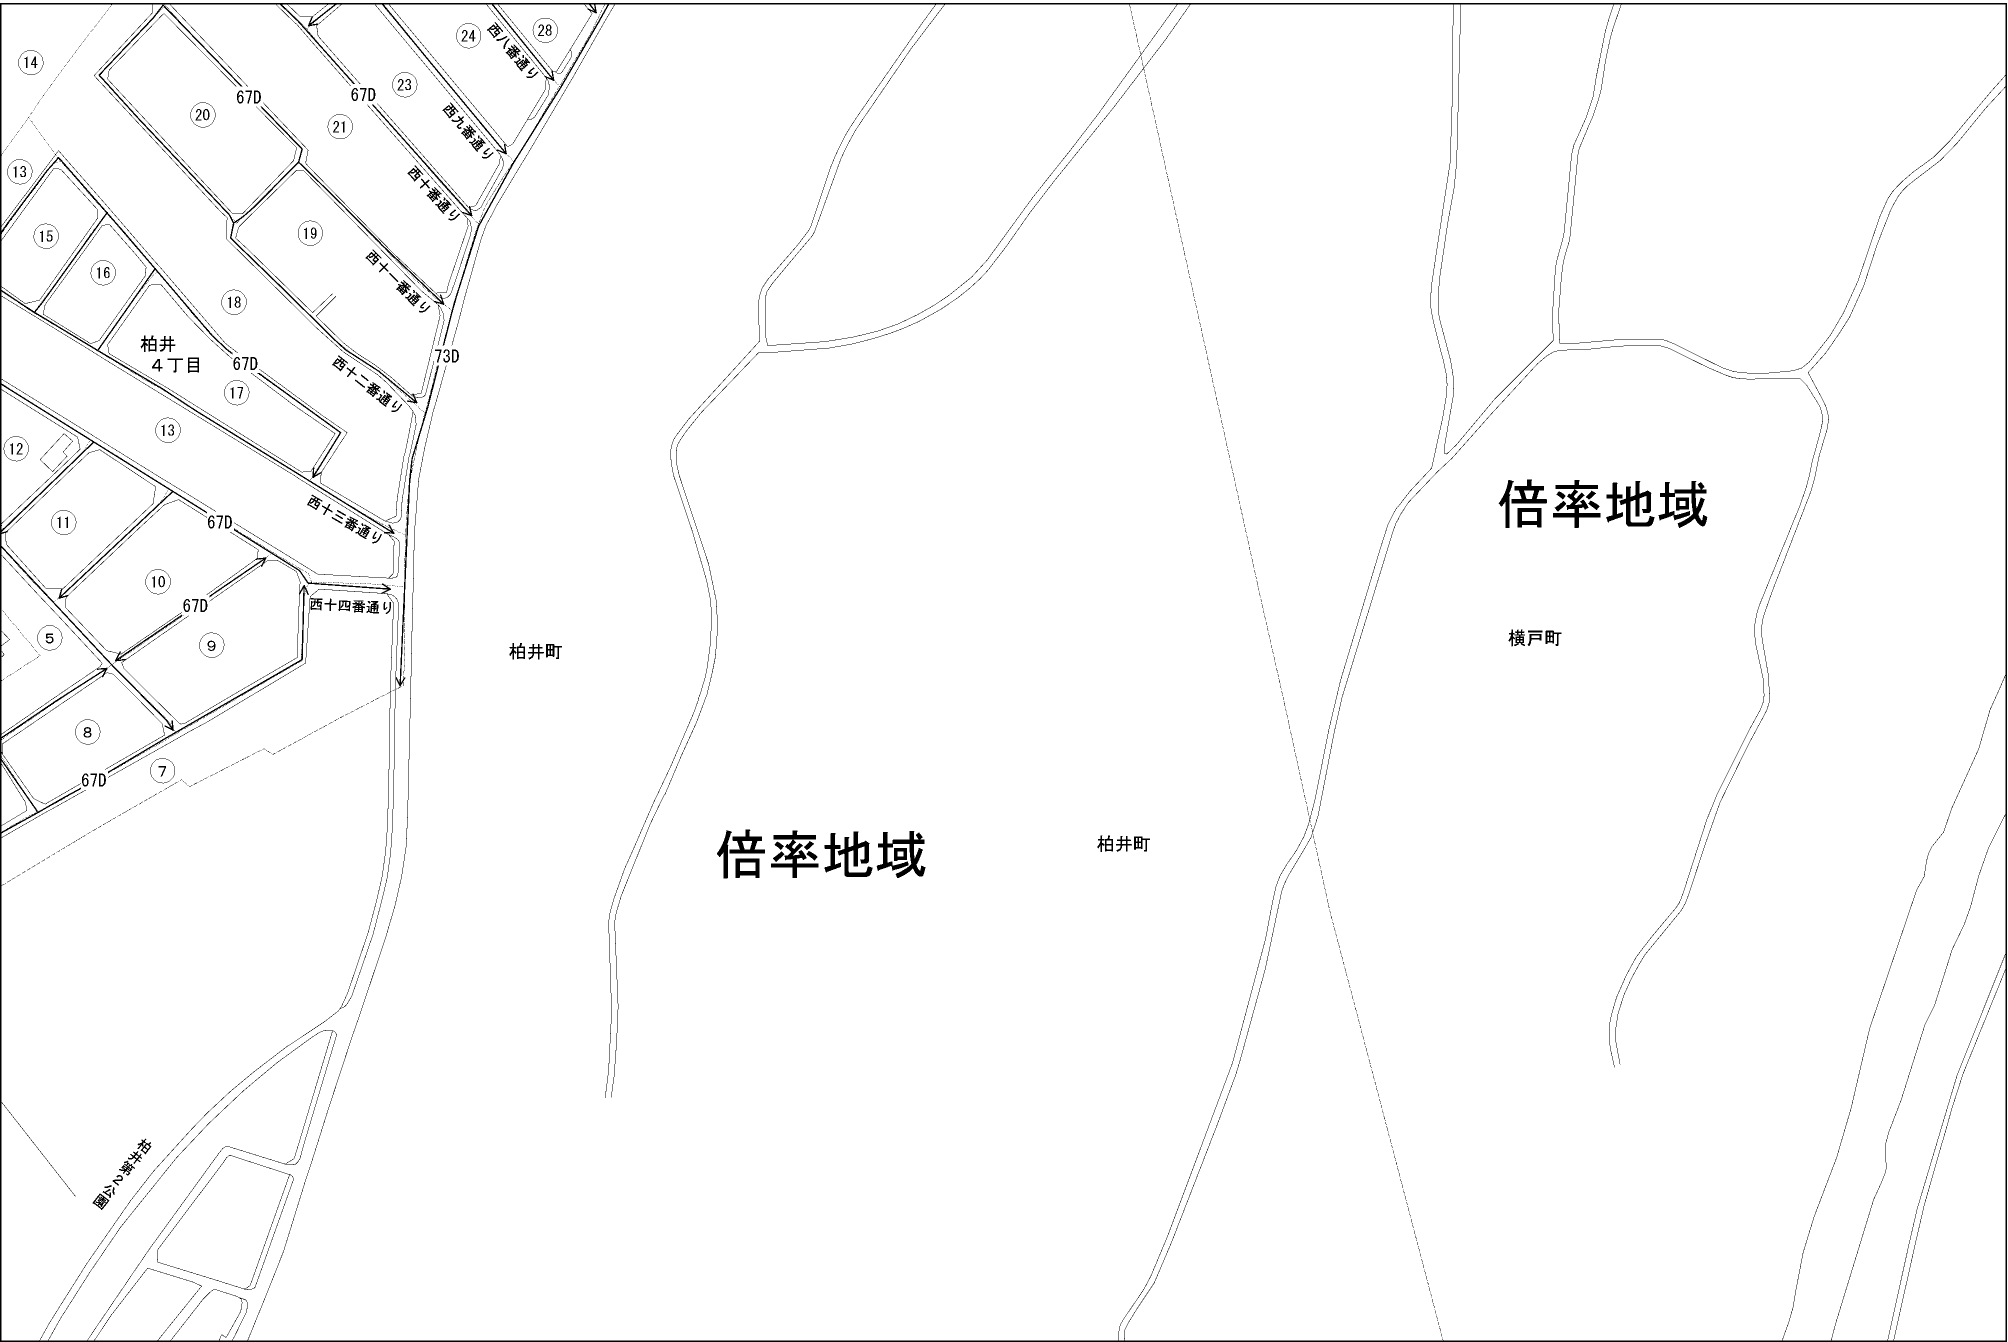 28
24
西八番通り
14
23
67D
67D
20
21
西九番通り
13
西十番通り
15
19
16
西十一番通り
18
柏井
４丁目
67D
73D
17
西十二番通り
13
12
西十三番通り
11
67D
倍率地域
10
67D
西十四番通り
5
9
柏井町
横戸町
8
7
67D
倍率地域
柏井町
柏井第２公園